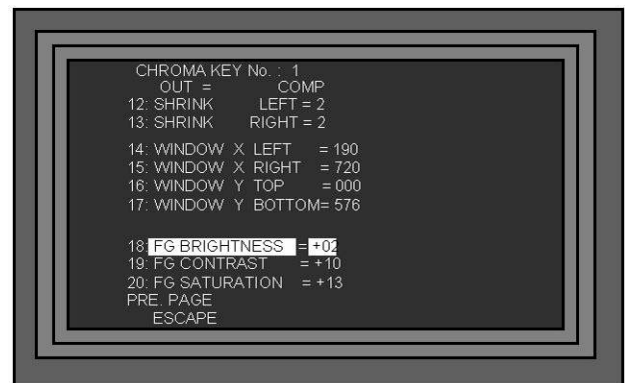 CHROMA KEY No. : 1
OUT = COMP
12: SHRINK LEFT = 2
13: SHRINK RIGHT = 2
14: WINDOW X LEFT = 190
15: WINDOW X RIGHT = 720
16: WINDOW Y TOP = 000
17: WINDOW Y BOTTOM= 576
18: FG BRIGHTNESS = +02
19: FG CONTRAST = +10
20: FG SATURATION = +13
PRE. PAGE
ESCAPE